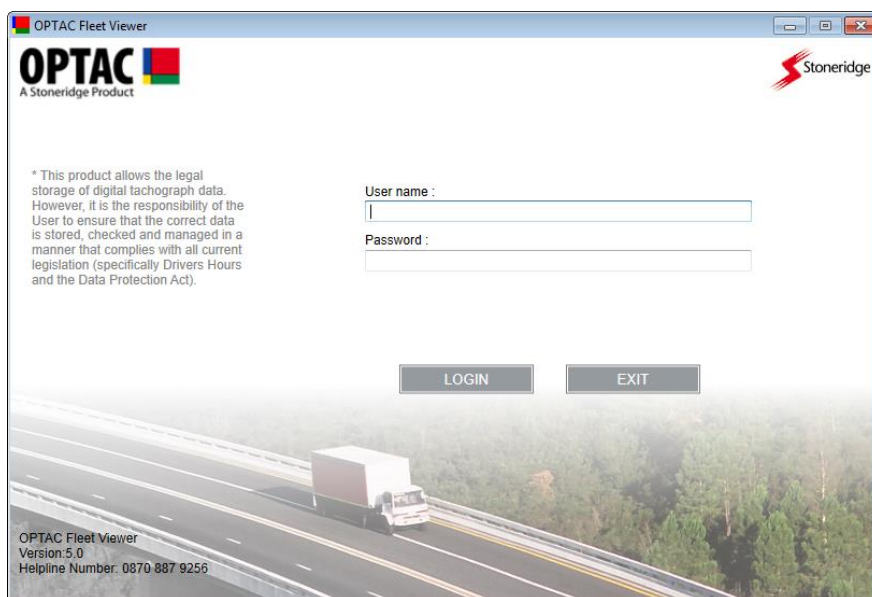 OPTAC Fleet Viewer
OPTAC
A Stoneridge Product
Stoneridge
* This product allows the legal
storage of digital tachograph data.
However, it is the responsibility of the
User to ensure that the correct data
is stored, checked and managed in a
manner that complies with all current
legislation (specifically Drivers Hours
and the Data Protection Act).
User name :
Password :
LOGIN
EXIT
OPTAC Fleet Viewer
Version:5.0
Helpline Number: 0870 887 9256